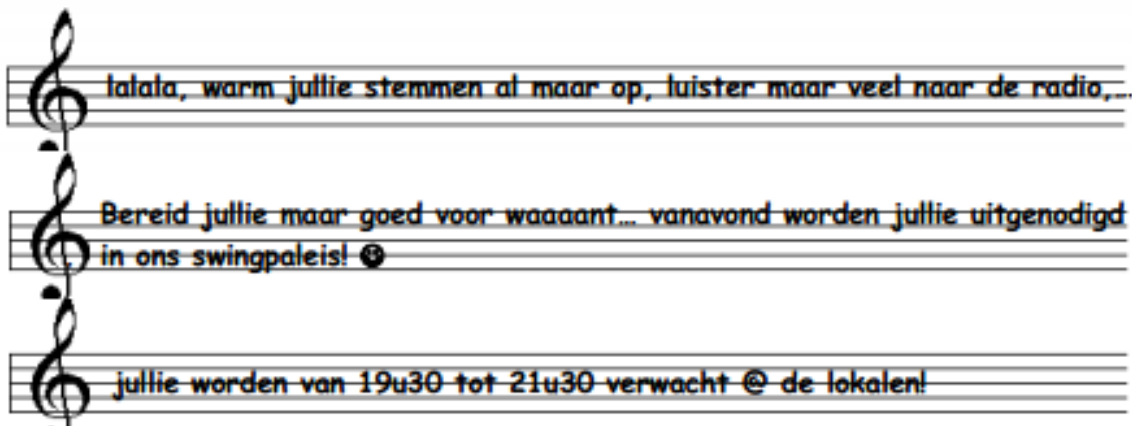 lalala, warm jullie stemmen al maar op, luister maar veel naar de radio,...
Bereid jullie maar goed voor waaaant... vanavond worden jullie uitgenodigd
in ons swingpaleis! ☺
jullie worden van 19u30 tot 21u30 verwacht @ de lokalen!